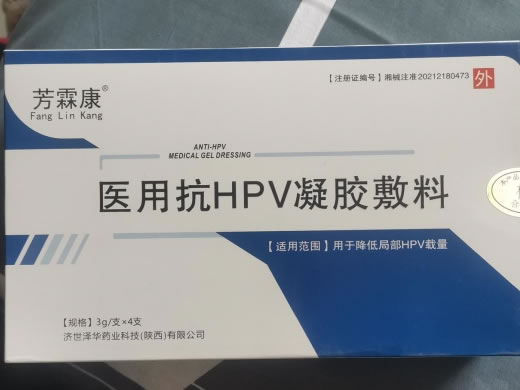 【注册证编号】湘械注准20212180473
外
芳霖康®
Fang Lin Kang
ANTI-HPV
MEDICAL GEL DRESSING
医用抗HPV凝胶敷料
【适用范围】用于降低局部HPV载量
【规格】3g/支×4支
济世泽华药业科技(陕西)有限公司